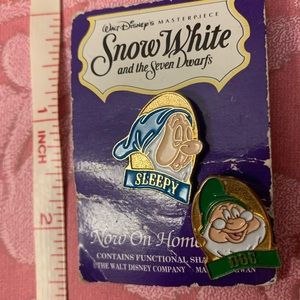 WALT DISNEY'S MASTERPIECE
Snow White
and the Seven Dwarfs
SLEEPY
DOC
Now On Home
CONTAINS FUNCTIONAL SHA
THE WALT DISNEY COMPANY
1
INCH
2